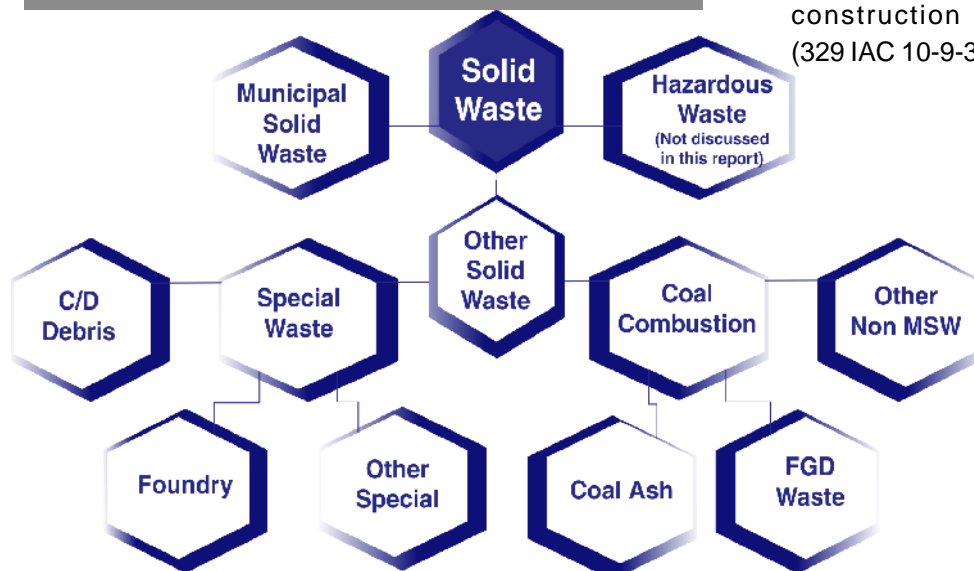 construction
(329 IAC 10-9-3
Solid
Waste
Municipal
Solid
Waste
Hazardous
Waste
(Not discussed
in this report)
Other
Solid
Waste
C/D
Debris
Special
Waste
Coal
Combustion
Other
Non MSW
Foundry
Other
Special
Coal Ash
FGD
Waste